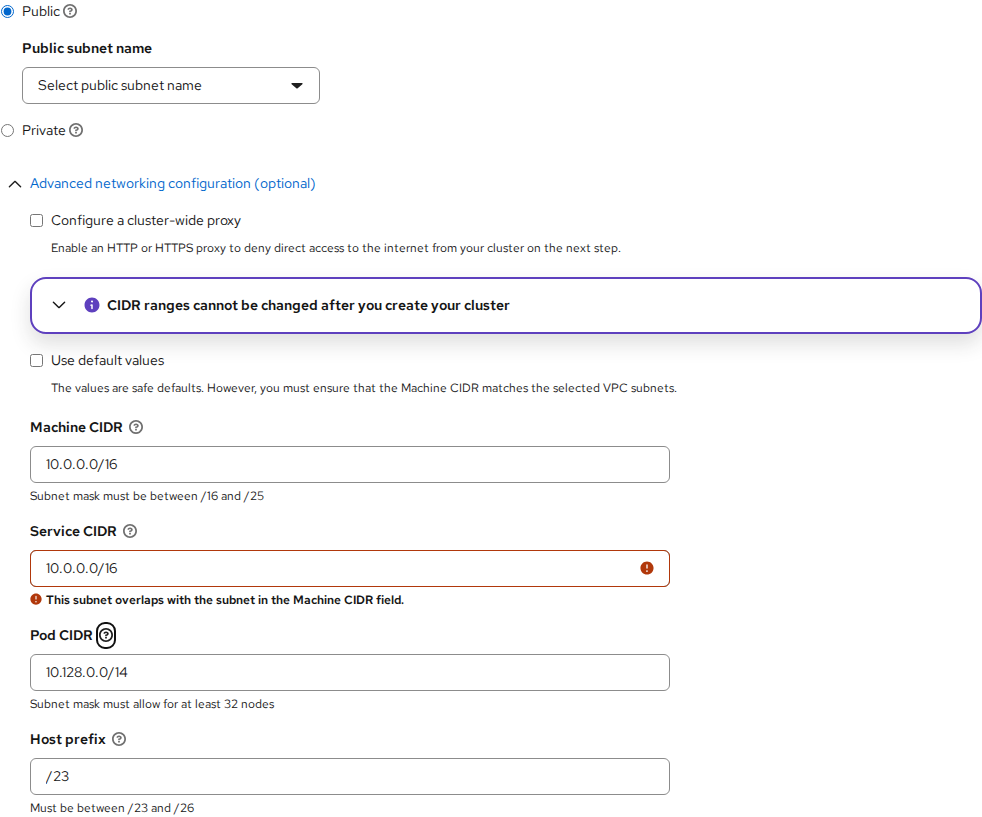 Public
Public subnet name
Select public subnet name
Private
Advanced networking configuration (optional)
Configure a cluster-wide proxy
Enable an HTTP or HTTPS proxy to deny direct access to the internet from your cluster on the next step.
CIDR ranges cannot be changed after you create your cluster
Use default values
The values are safe defaults. However, you must ensure that the Machine CIDR matches the selected VPC subnets.
Machine CIDR
10.0.0.0/16
Subnet mask must be between /16 and /25
Service CIDR
10.0.0.0/16
This subnet overlaps with the subnet in the Machine CIDR field.
Pod CIDR
10.128.0.0/14
Subnet mask must allow for at least 32 nodes
Host prefix
/23
Must be between /23 and /26